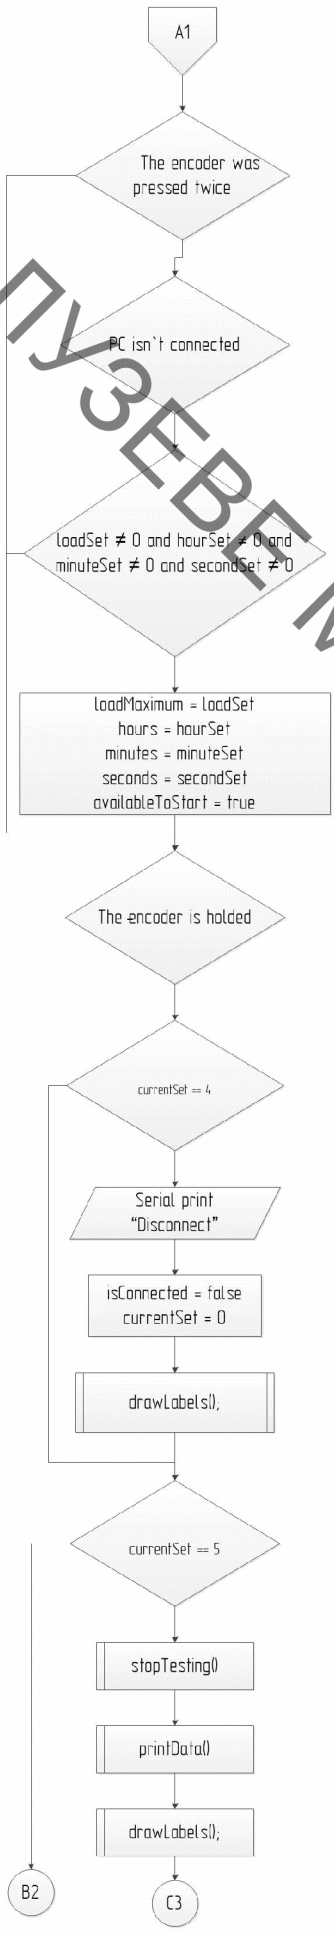 A1
The encoder was
pressed twice
PC isn`t connected
ПУЗЕВЕ М
loadSet ≠ 0 and hourSet ≠ 0 and
minuteSet ≠ 0 and secondSet ≠ 0
loadMaximum = loadSet
hours = hourSet
minutes = minuteSet
seconds = secondSet
availableToStart = true
The encoder is holded
currentSet == 4
Serial print
“Disconnect”
isConnected = false
currentSet = 0
drawLabels();
currentSet == 5
stopTesting()
printData()
drawLabels();
B2
C3